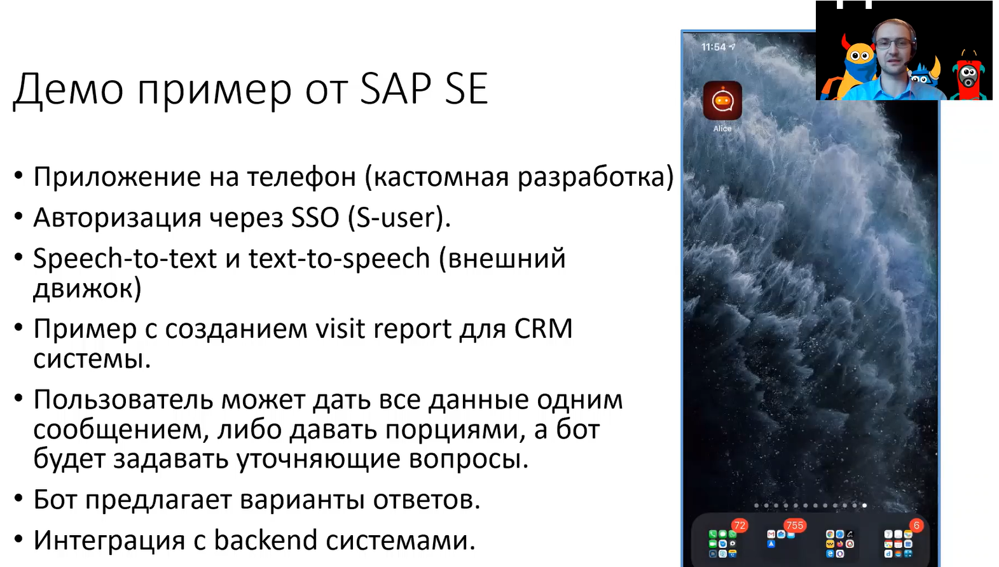 Демо пример от SAP SE
• Приложение на телефон (кастомная разработка)
• Авторизация через SSO (S-user).
• Speech-to-text и text-to-speech (внешний
движок)
• Пример с созданием visit report для CRM
системы.
• Пользователь может дать все данные одним
сообщением, либо давать порциями, а бот
будет задавать уточняющие вопросы.
• Бот предлагает варианты ответов.
• Интеграция с backend системами.
11:54
Alice
72
755
6